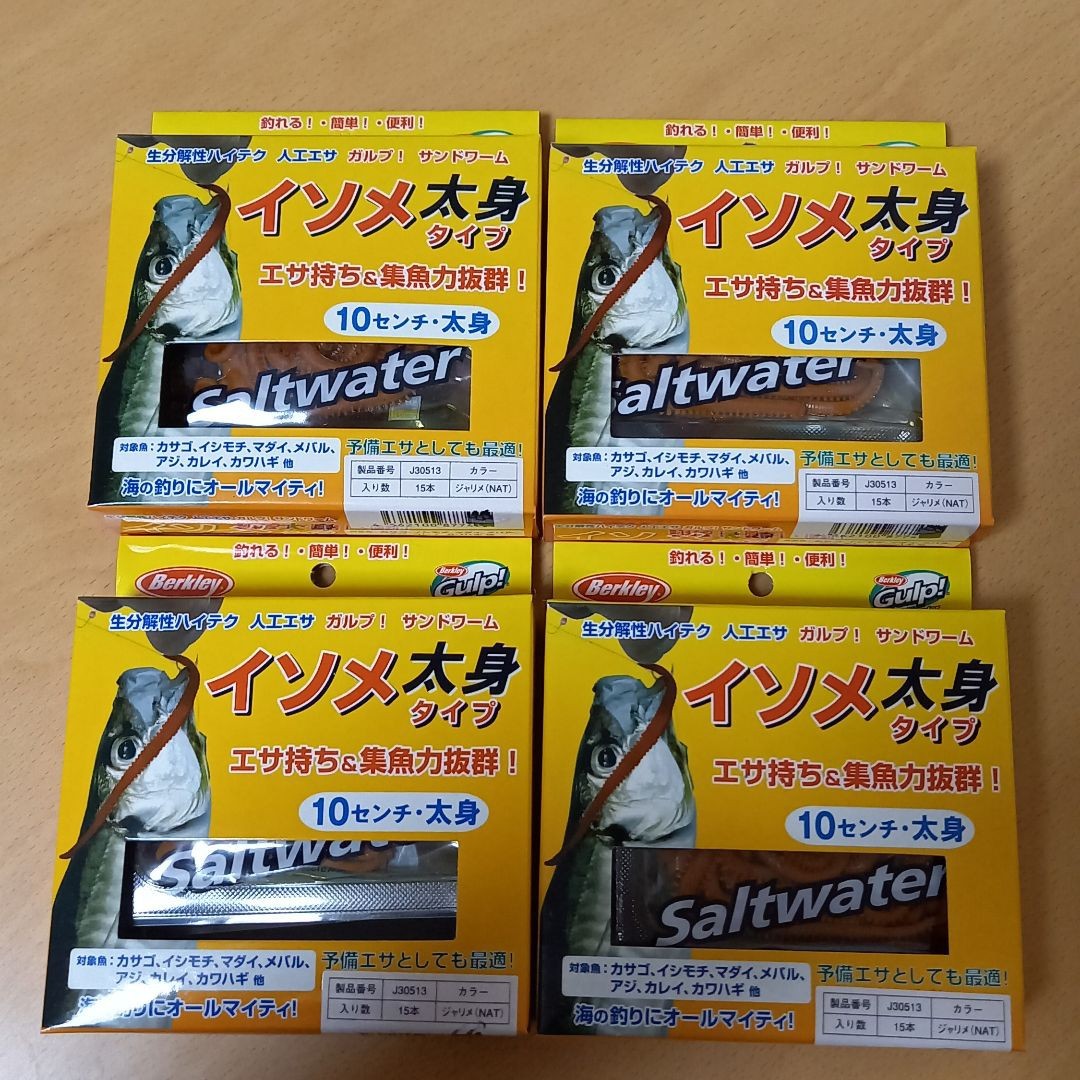 釣れる!・簡単!・便利!
生分解性ハイテク 人工エサ ガルプ! サンドワーム
イソメ太身
タイプ
エサ持ち&集魚力抜群!
10センチ・太身
Saltwater
対象魚:カサゴ、イシモチ、マダイ、メバル、
アジ、カレイ、カワハギ 他
予備エサとしても最適!
海の釣りにオールマイティ!
製品番号 J30513 カラー
入り数 15本 ジャリメ(NAT)
釣れる!・簡単!・便利!
生分解性ハイテク 人工エサ ガルプ! サンドワーム
イソメ太身
タイプ
エサ持ち&集魚力抜群!
10センチ・太身
Saltwater
対象魚:カサゴ、イシモチ、マダイ、メバル、
アジ、カレイ、カワハギ 他
予備エサとしても最適!
海の釣りにオールマイティ!
製品番号 J30513 カラー
入り数 15本 ジャリメ(NAT)
釣れる!・簡単!・便利!
Berkley
Berkley
Gulp!
生分解性ハイテク 人工エサ ガルプ! サンドワーム
イソメ太身
タイプ
エサ持ち&集魚力抜群!
10センチ・太身
Saltwater
対象魚:カサゴ、イシモチ、マダイ、メバル、
アジ、カレイ、カワハギ 他
予備エサとしても最適!
海の釣りにオールマイティ!
製品番号 J30513 カラー
入り数 15本 ジャリメ(NAT)
釣れる!・簡単!・便利!
Berkley
Berkley
Gulp!
生分解性ハイテク 人工エサ ガルプ! サンドワーム
イソメ太身
タイプ
エサ持ち&集魚力抜群!
10センチ・太身
Saltwater
対象魚:カサゴ、イシモチ、マダイ、メバル、
アジ、カレイ、カワハギ 他
予備エサとしても最適!
海の釣りにオールマイティ!
製品番号 J30513 カラー
入り数 15本 ジャリメ(NAT)